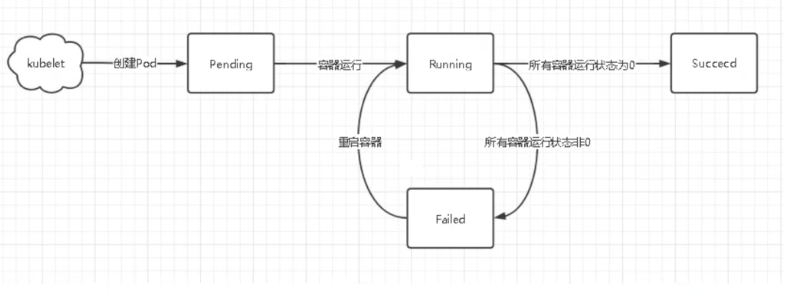 kubelet
创建Pod
Pending
容器运行
Running
所有容器运行状态为0
Succecd
重启容器
所有容器运行状态非0
Failed